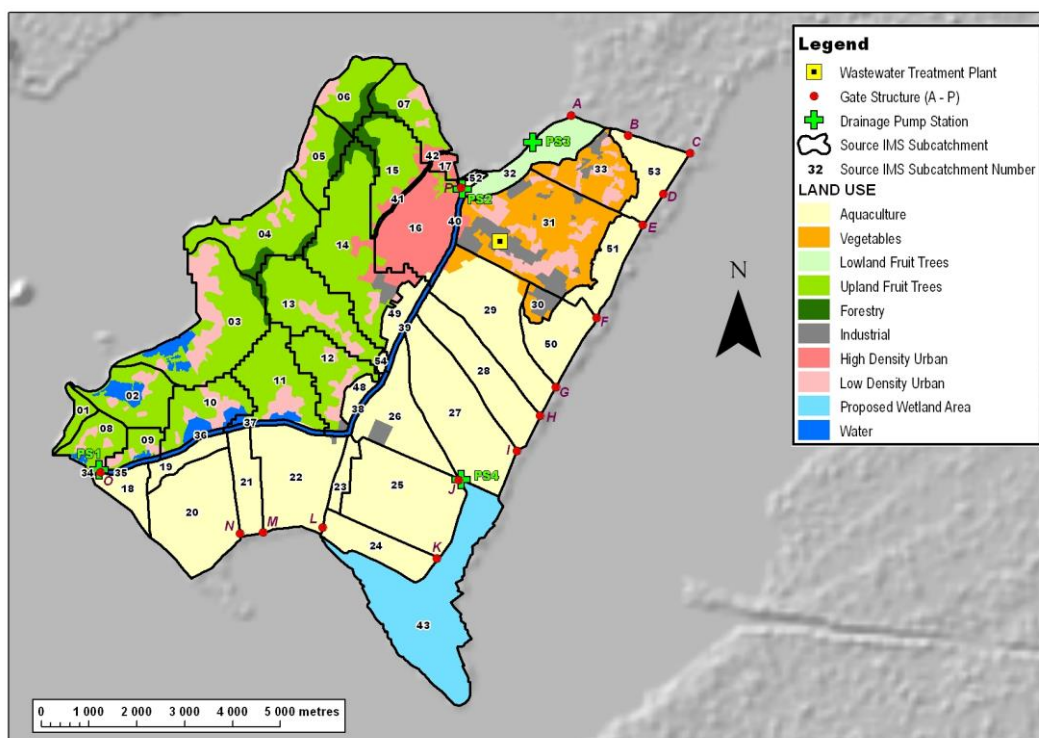 Legend
Wastewater Treatment Plant
Gate Structure (A - P)
Drainage Pump Station
Source IMS Subcatchment
32 Source IMS Subcatchment Number
LAND USE
Aquaculture
Vegetables
Lowland Fruit Trees
Upland Fruit Trees
Forestry
Industrial
High Density Urban
Low Density Urban
Proposed Wetland Area
Water
N
06
07
A
B
C
PS3
05
15
42
17
52
32
33
53
P
PS2
D
41
40
31
E
04
14
16
51
13
49
39
29
30
F
03
12
54
28
50
02
11
48
G
10
38
26
27
H
01
08
09
36
37
I
PS1
34
35
O
19
18
20
21
22
23
25
J
PS4
N
M
L
24
K
43
0 1 000 2 000 3 000 4 000 5 000 metres